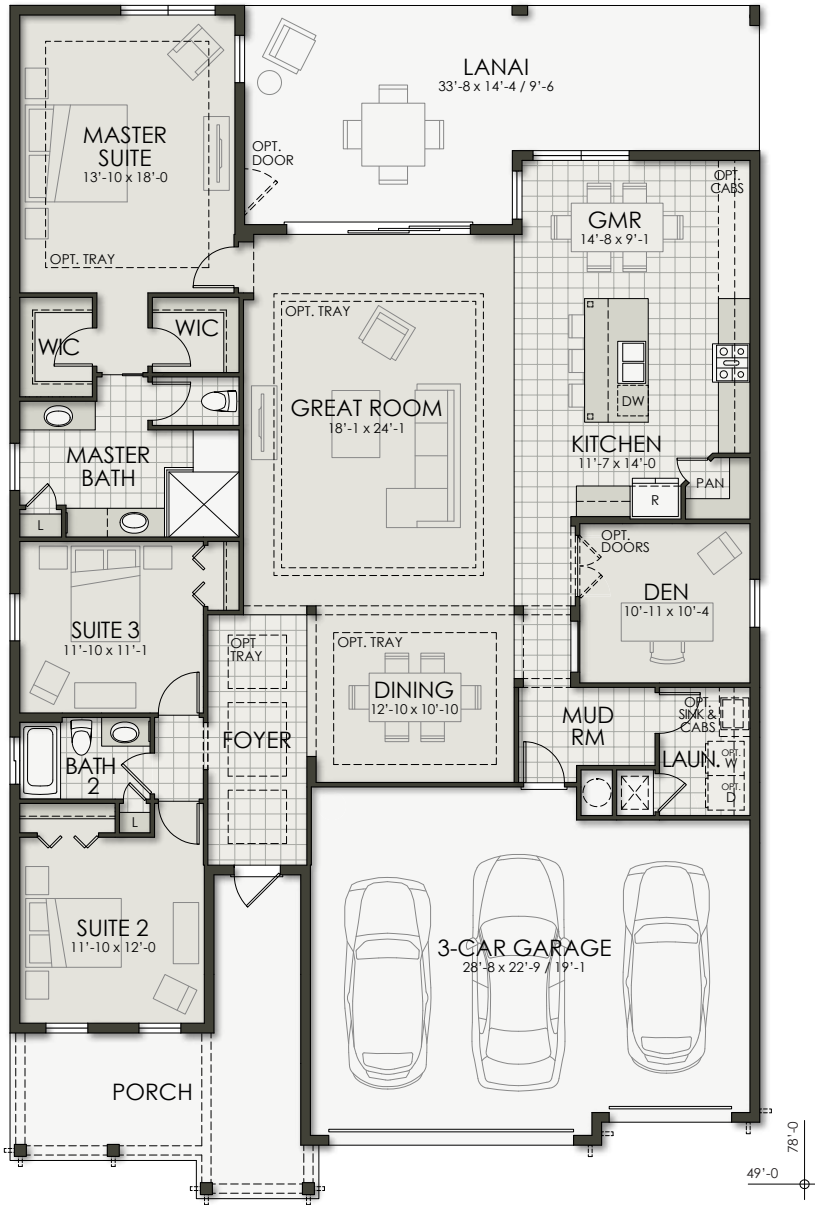 LANAI
33'-8 x 14'-4 / 9'-6
MASTER
SUITE
13'-10 x 18'-0
OPT.
DOOR
OPT.
CABS
GMR
14'-8 x 9'-1
OPT. TRAY
WIC
WIC
OPT. TRAY
GREAT ROOM
18'-1 x 24'-1
DW
KITCHEN
11'-7 x 14'-0
MASTER
BATH
PAN
R
L
OPT.
DOORS
DEN
10'-11 x 10'-4
SUITE 3
11'-10 x 11'-1
OPT
TRAY
OPT. TRAY
DINING
12'-10 x 10'-10
OPT.
SINK &
CABS
MUD
RM
FOYER
LAUN.
OPT.
W
OPT.
D
BATH
2
L
SUITE 2
11'-10 x 12'-0
3-CAR GARAGE
28'-8 x 22'-9 / 19'-1
PORCH
78'-0
49'-0